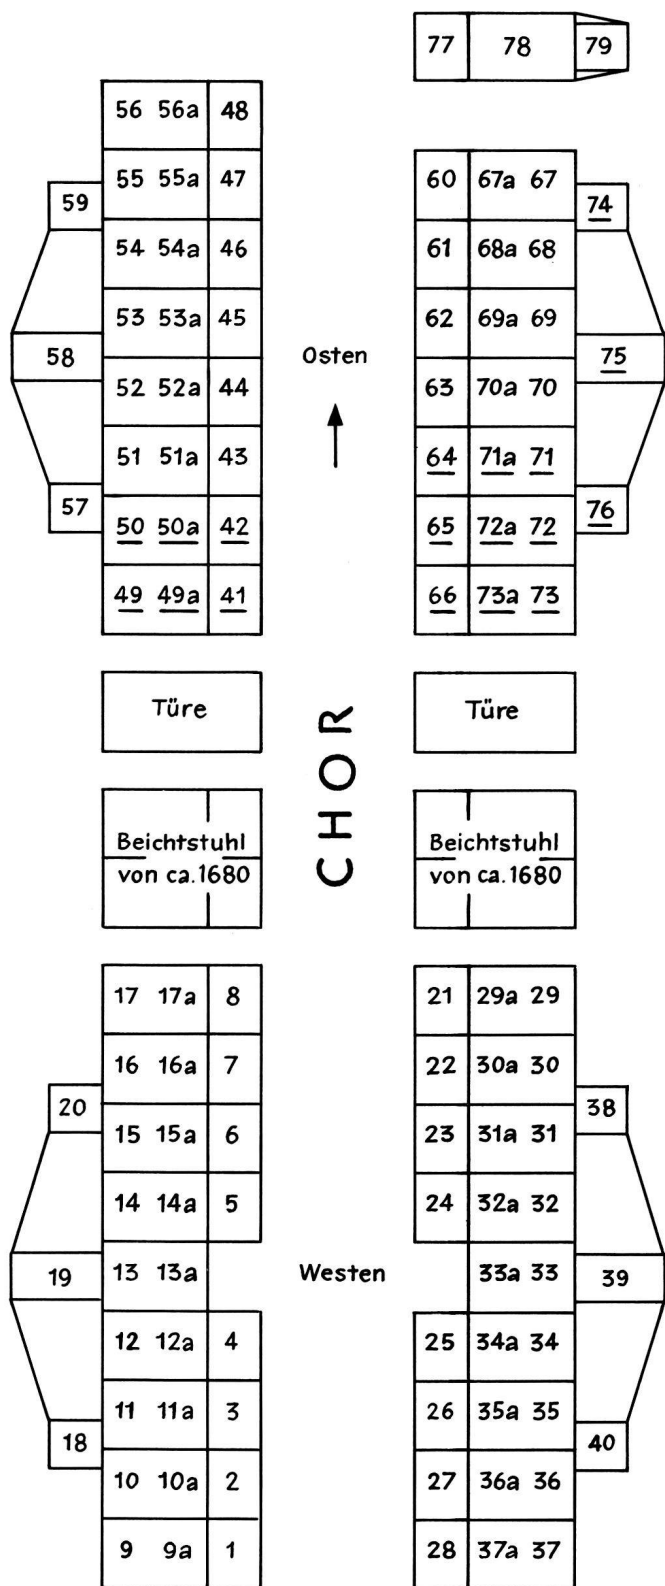 77 78 79
56 56a 48
55 55a 47
60 67a 67
59
74
54 54a 46
61 68a 68
53 53a 45
62 69a 69
58
Osten
75
52 52a 44
63 70a 70
51 51a 43
64 71a 71
57
76
50 50a 42
65 72a 72
49 49a 41
66 73a 73
Türe
Türe
CHOR
Beichtstuhl
von ca. 1680
Beichtstuhl
von ca. 1680
17 17a 8
21 29a 29
16 16a 7
22 30a 30
20
38
15 15a 6
23 31a 31
14 14a 5
24 32a 32
19
13 13a
Westen
33a 33
39
12 12a 4
25 34a 34
11 11a 3
26 35a 35
18
40
10 10a 2
27 36a 36
9 9a 1
28 37a 37